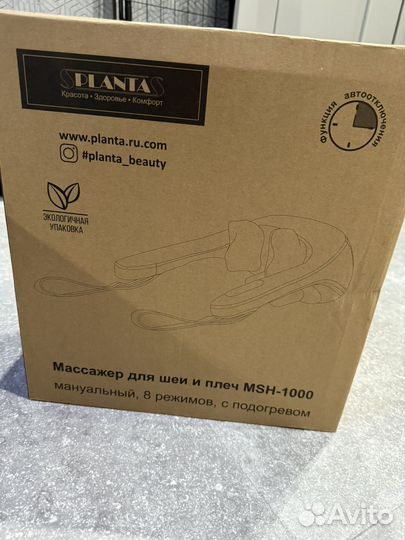 SPLANTAS
Красота • Здоровье • Комфорт
www.planta.ru.com
#planta_beauty
ЭКОЛОГИЧНАЯ
УПАКОВКА
функция автоотключения
Массажер для шеи и плеч MSH-1000
мануальный, 8 режимов, с подогревом
Avito